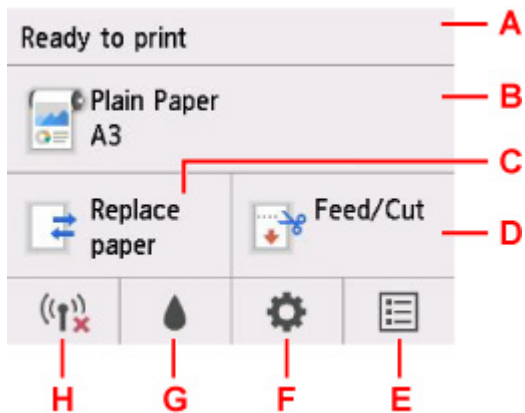 Ready to print
A
Plain Paper
B
A3
C
Replace
paper
Feed/Cut
D
H
G
F
E